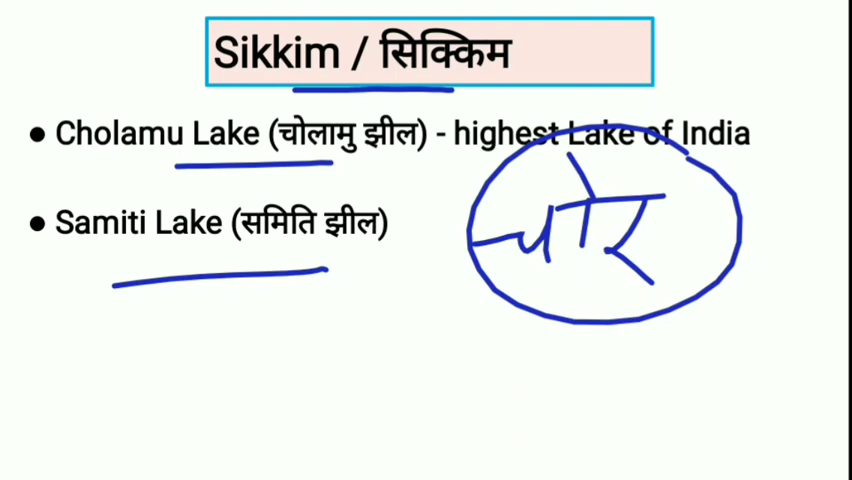 Sikkim / सिक्किम
● Cholamu Lake (चोलामु झील) - highest Lake of India
● Samiti Lake (समिति झील)
चोर